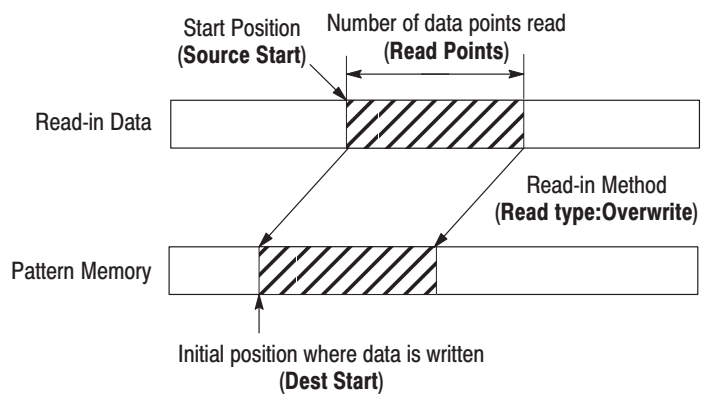 Start Position
(Source Start)
Number of data points read
(Read Points)
Read-in Data
Read-in Method
(Read type:Overwrite)
Pattern Memory
Initial position where data is written
(Dest Start)